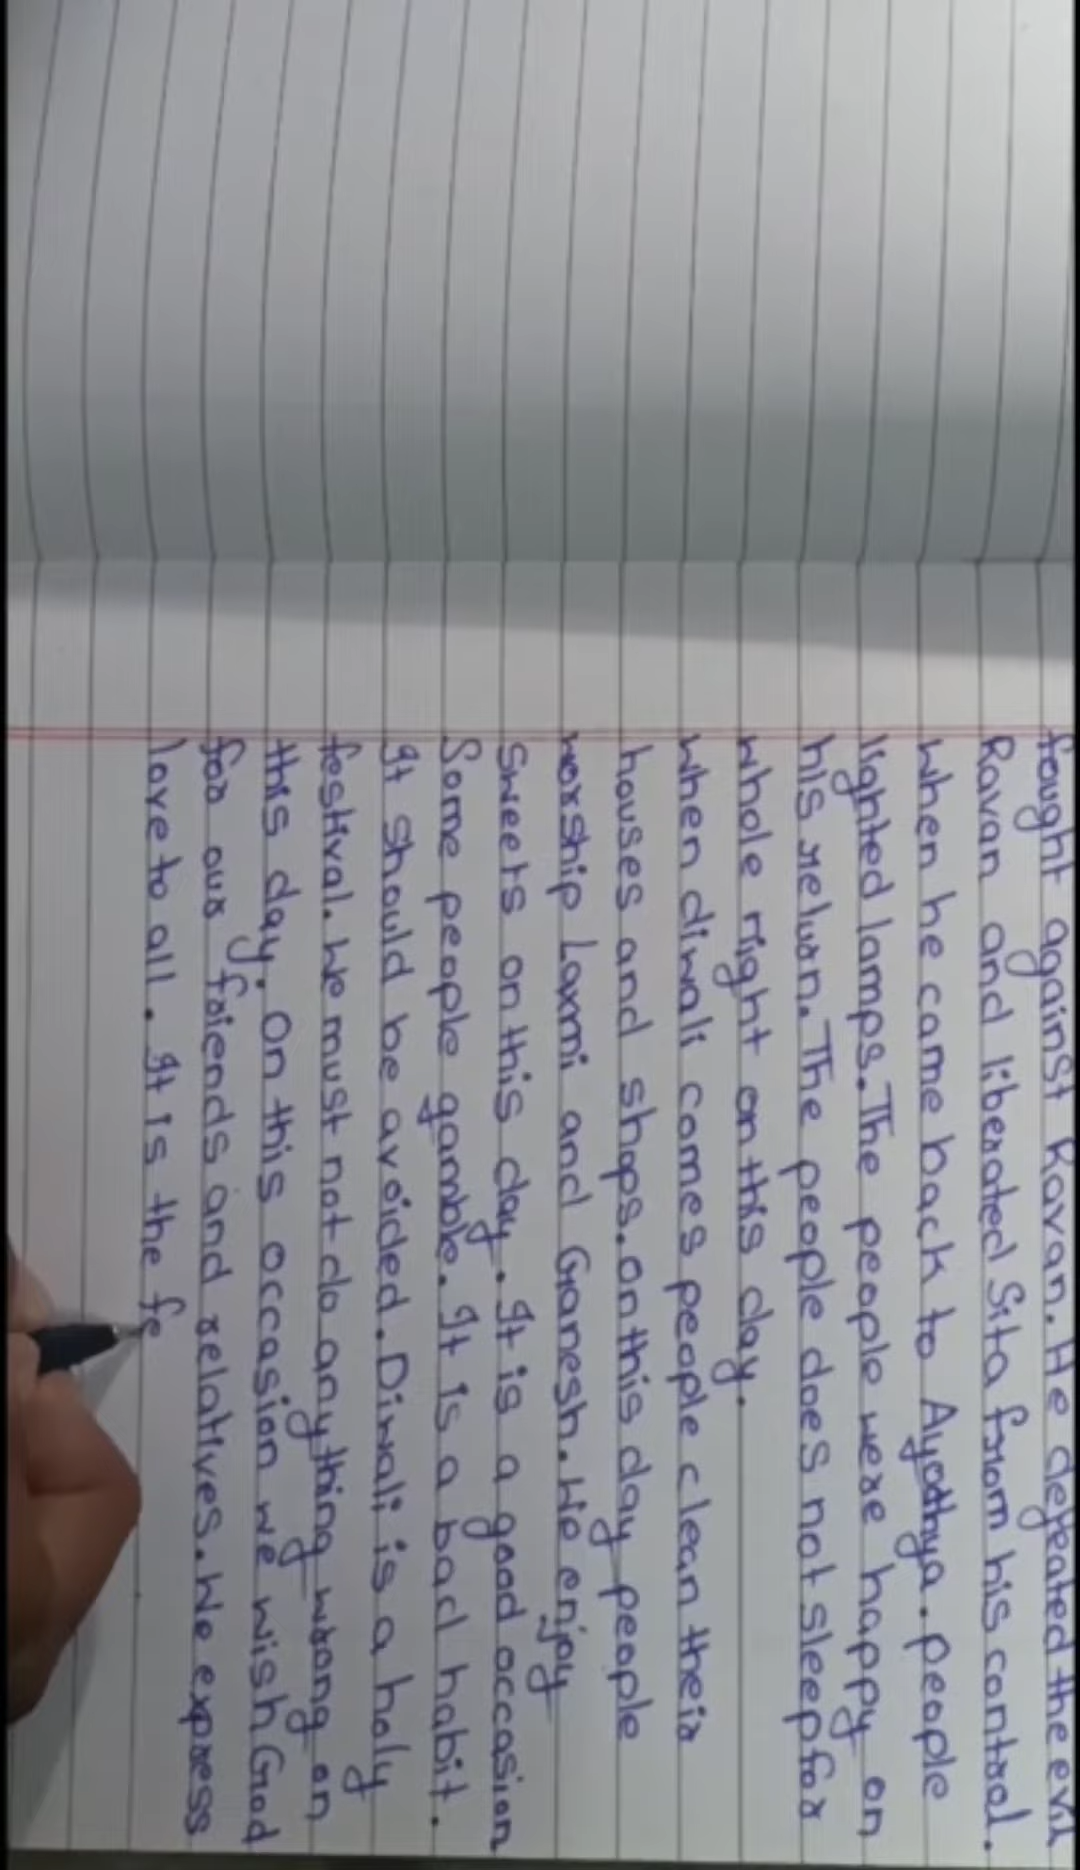 fought against Ravan. He defeated the evil
Ravan and liberated Sita from his control.
when he came back to Ayodhya. people
lighted lamps. The people were happy on
his return. The people does not sleep for
whole night on this day.
when diwali comes people clean their
houses and shops. on this day people
worship Laxmi and Ganesh. We enjoy
Sweets on this day. It is a good occasion
Some people gamble. It is a bad habit.
It should be avoided. Diwali is a holy
festival. We must not do anything wrong on
this day. On this occasion we wish God
for our friends and relatives. We express
love to all. It is the fe